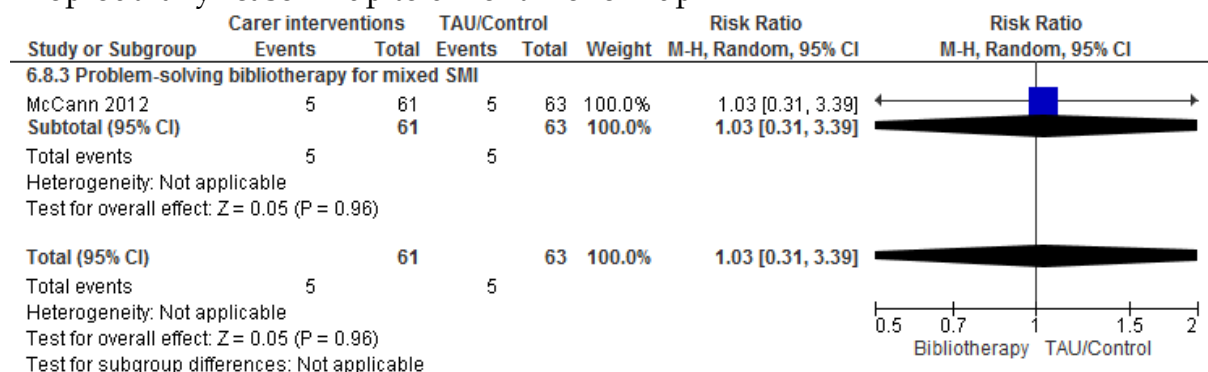 Carer interventions TAU/Control Risk Ratio Risk Ratio
Study or Subgroup Events Total Events Total Weight M-H, Random, 95% CI M-H, Random, 95% CI
6.8.3 Problem-solving bibliotherapy for mixed SMI
McCann 2012 5 61 5 63 100.0% 1.03 [0.31, 3.39]
Subtotal (95% CI) 61 63 100.0% 1.03 [0.31, 3.39]
Total events 5 5
Heterogeneity: Not applicable
Test for overall effect: Z = 0.05 (P = 0.96)
Total (95% CI) 61 63 100.0% 1.03 [0.31, 3.39]
Total events 5 5
Heterogeneity: Not applicable
Test for overall effect: Z = 0.05 (P = 0.96)
Test for subgroup differences: Not applicable
0.5 0.7 1 1.5 2
Bibliotherapy TAU/Control